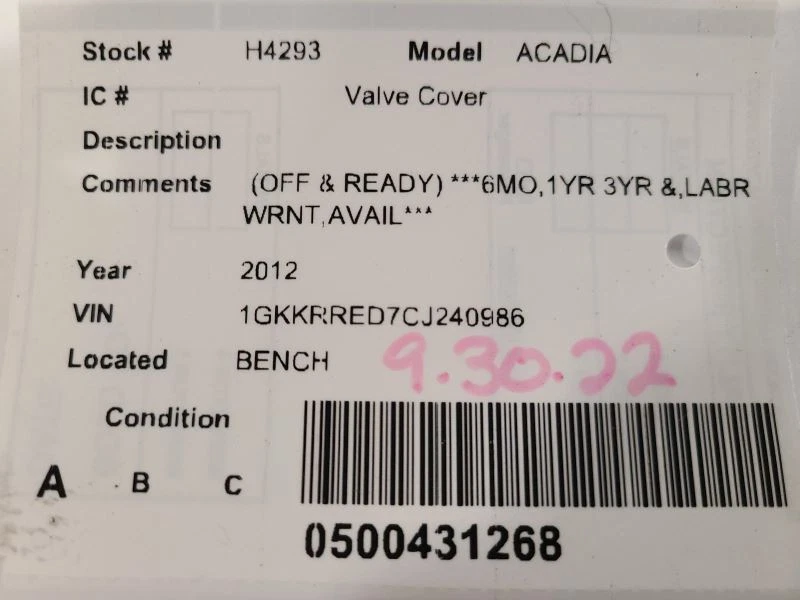 Stock # H4293 Model ACADIA
IC # Valve Cover
Description
Comments (OFF & READY) ***6MO,1YR 3YR &,LABR
WRNT,AVAIL***
Year 2012
VIN 1GKKRRED7CJ240986
Located BENCH 9.30.22
Condition
A B C
0500431268